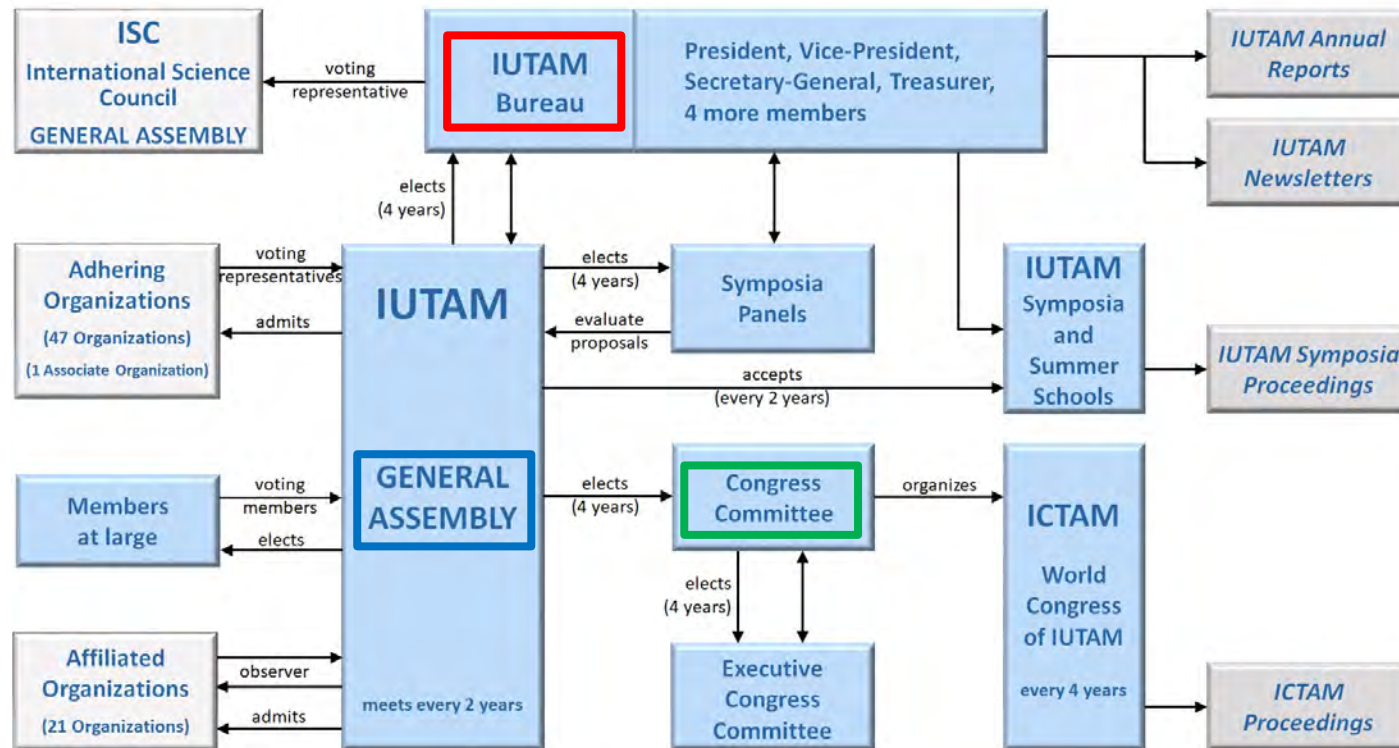 ISC
International Science
Council
GENERAL ASSEMBLY
voting
representative
IUTAM
Bureau
President, Vice-President,
Secretary-General, Treasurer,
4 more members
IUTAM Annual
Reports
IUTAM
Newsletters
elects
(4 years)
Adhering
Organizations
(47 Organizations)
(1 Associate Organization)
voting
representatives
admits
IUTAM
elects
(4 years)
evaluate
proposals
Symposia
Panels
accepts
(every 2 years)
IUTAM
Symposia
and
Summer
Schools
IUTAM Symposia
Proceedings
Members
at large
voting
members
elects
GENERAL
ASSEMBLY
elects
(4 years)
Congress
Committee
organizes
ICTAM
World
Congress
of IUTAM
every 4 years
elects
(4 years)
Affiliated
Organizations
(21 Organizations)
observer
admits
meets every 2 years
Executive
Congress
Committee
ICTAM
Proceedings